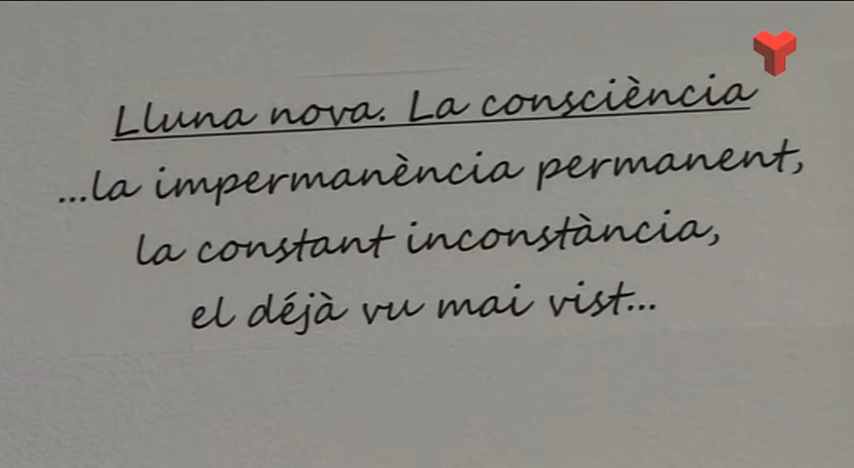 Lluna nova. La consciència
...la impermanència permanent,
la constant inconstància,
el déjà vu mai vist...